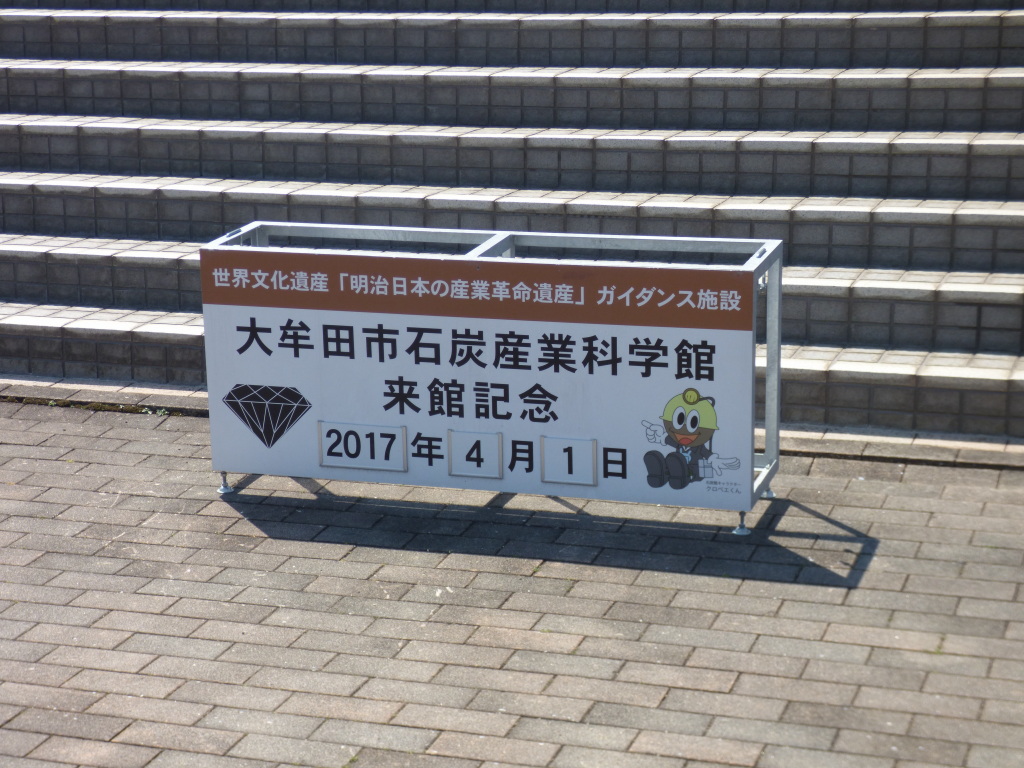 世界文化遺産「明治日本の産業革命遺産」ガイダンス施設
大牟田市石炭産業科学館
来館記念
2017年4月1日